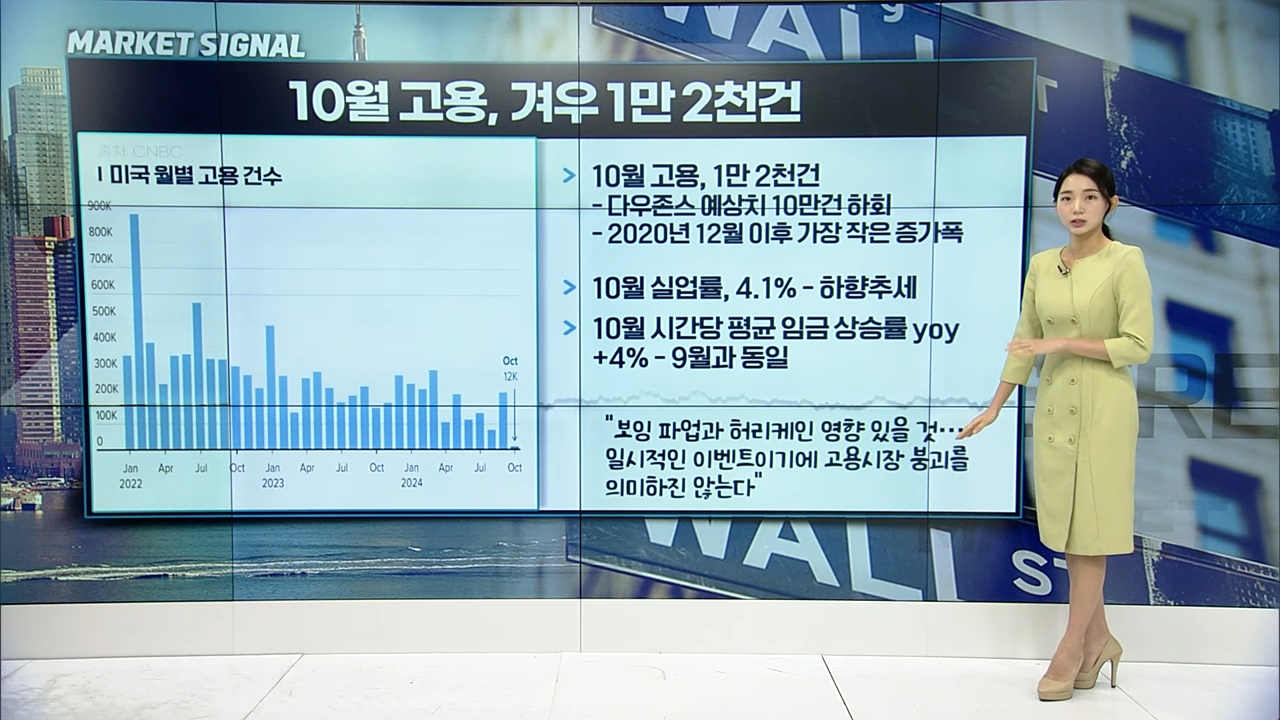 MARKET SIGNAL
10월 고용, 겨우 1만 2천건
출처: CNBC
미국 월별 고용 건수
900K
800K
700K
600K
500K
400K
300K
200K
100K
0
Oct
12K
Jan Apr Jul Oct Jan Apr Jul Oct Jan Apr Jul Oct
2022 2023 2024
> 10월 고용, 1만 2천건
- 다우존스 예상치 10만건 하회
- 2020년 12월 이후 가장 작은 증가폭
> 10월 실업률, 4.1% - 하향추세
> 10월 시간당 평균 임금 상승률 yoy
+4% - 9월과 동일
"보잉 파업과 허리케인 영향 있을 것…
일시적인 이벤트이기에 고용시장 붕괴를
의미하진 않는다"
WALL
T
WALL ST